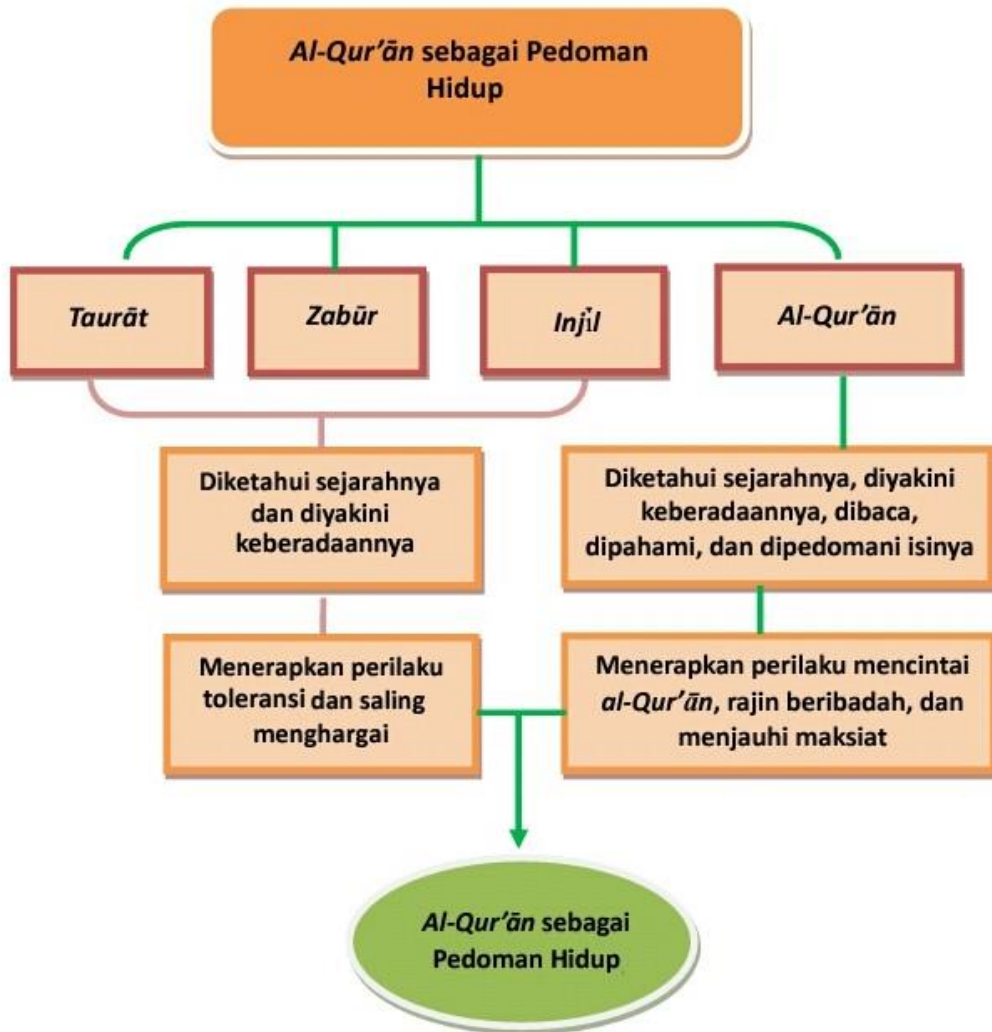 Al-Qur’ān sebagai Pedoman
Hidup
Taurāt
Zabūr
Injīl
Al-Qur’ān
Diketahui sejarahnya
dan diyakini
keberadaannya
Diketahui sejarahnya, diyakini
keberadaannya, dibaca,
dipahami, dan dipedomani isinya
Menerapkan perilaku
toleransi dan saling
menghargai
Menerapkan perilaku mencintai
al-Qur’ān, rajin beribadah, dan
menjauhi maksiat
Al-Qur’ān sebagai
Pedoman Hidup